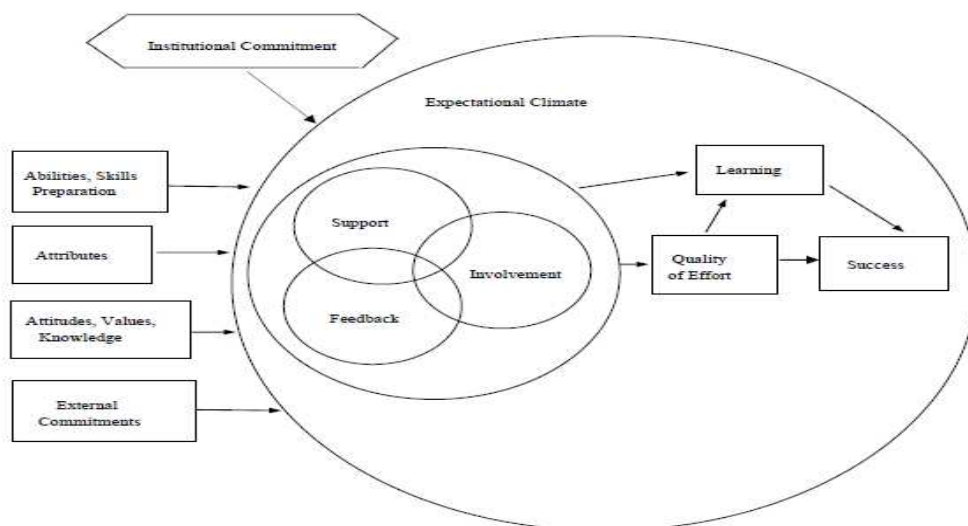 Institutional Commitment
Expectational Climate
Abilities, Skills
Preparation
Attributes
Attitudes, Values,
Knowledge
External
Commitments
Support
Involvement
Feedback
Learning
Quality
of Effort
Success